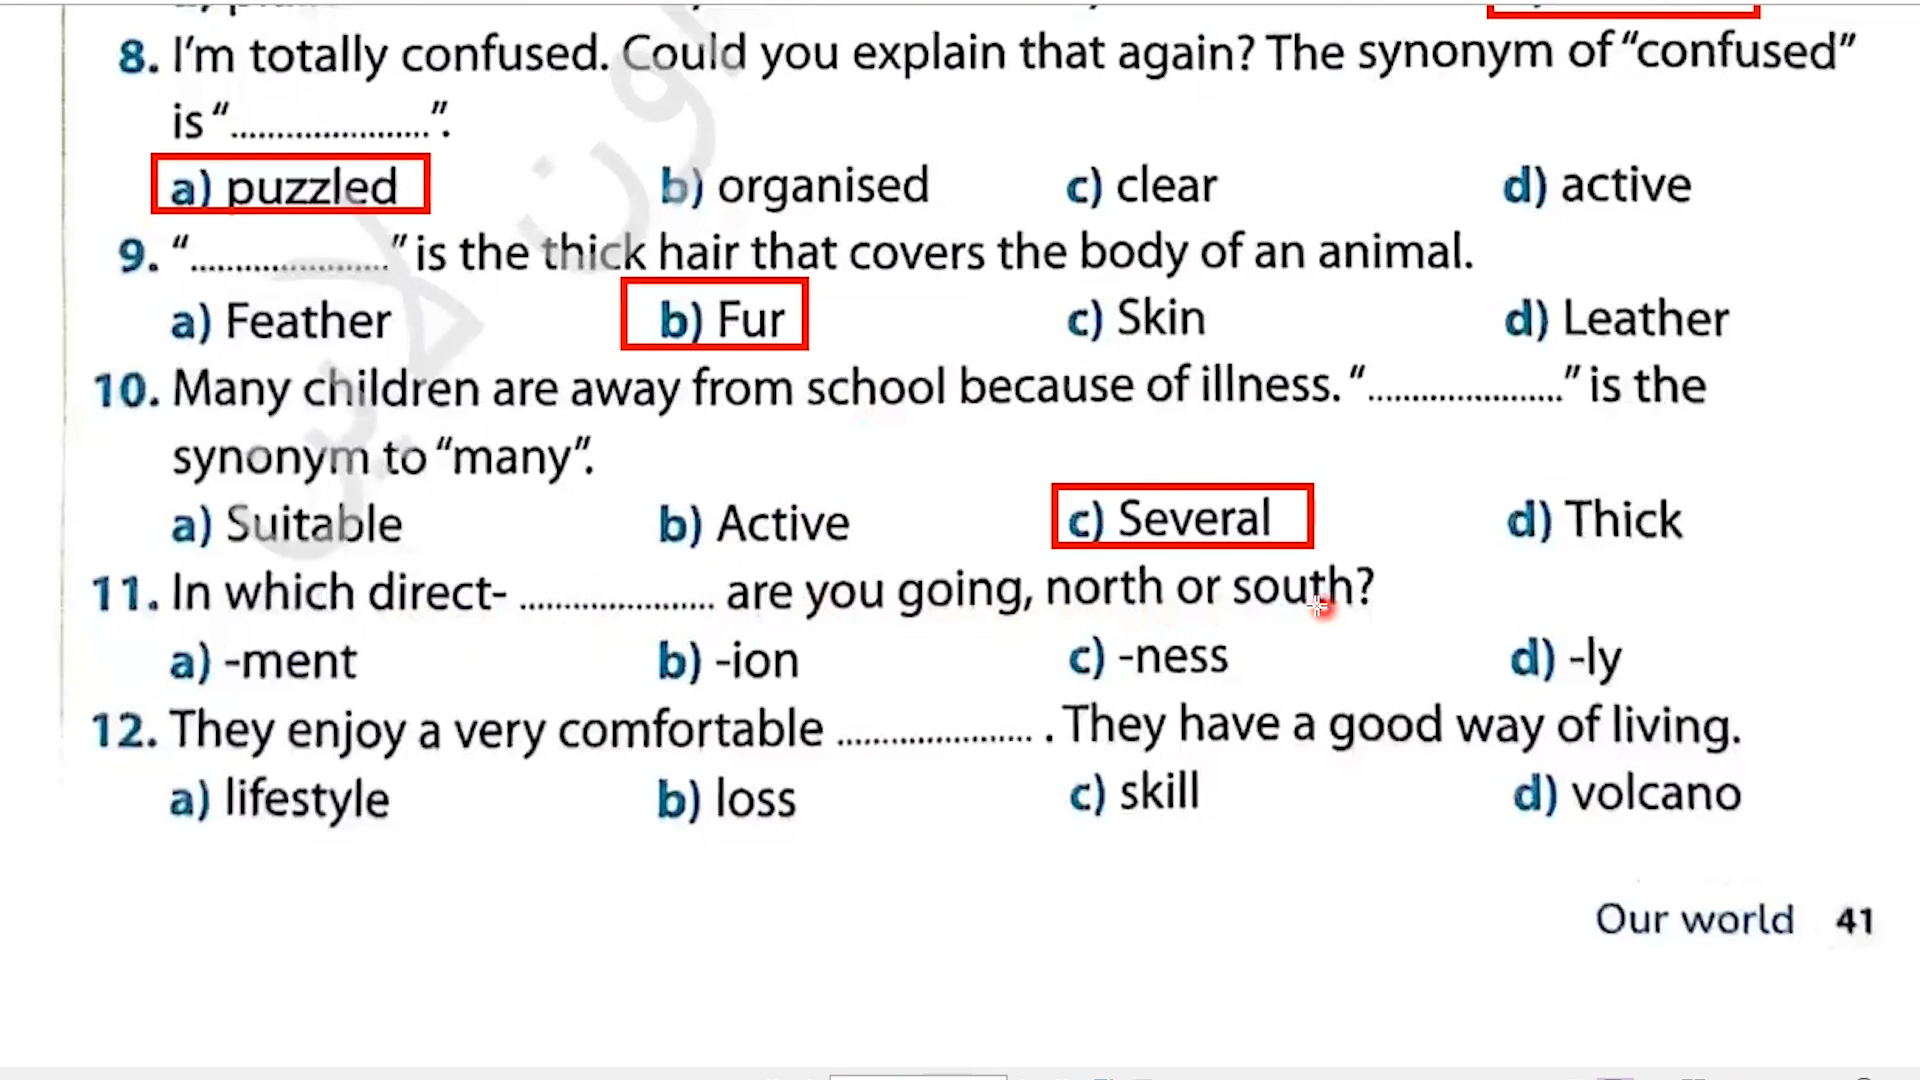 8. I'm totally confused. Could you explain that again? The synonym of “confused”
is “......................”.
a) puzzled b) organised c) clear d) active
9. “......................” is the thick hair that covers the body of an animal.
a) Feather b) Fur c) Skin d) Leather
10. Many children are away from school because of illness. “......................” is the
synonym to “many”.
a) Suitable b) Active c) Several d) Thick
11. In which direct- ...................... are you going, north or south?
a) -ment b) -ion c) -ness d) -ly
12. They enjoy a very comfortable ...................... . They have a good way of living.
a) lifestyle b) loss c) skill d) volcano
Our world 41